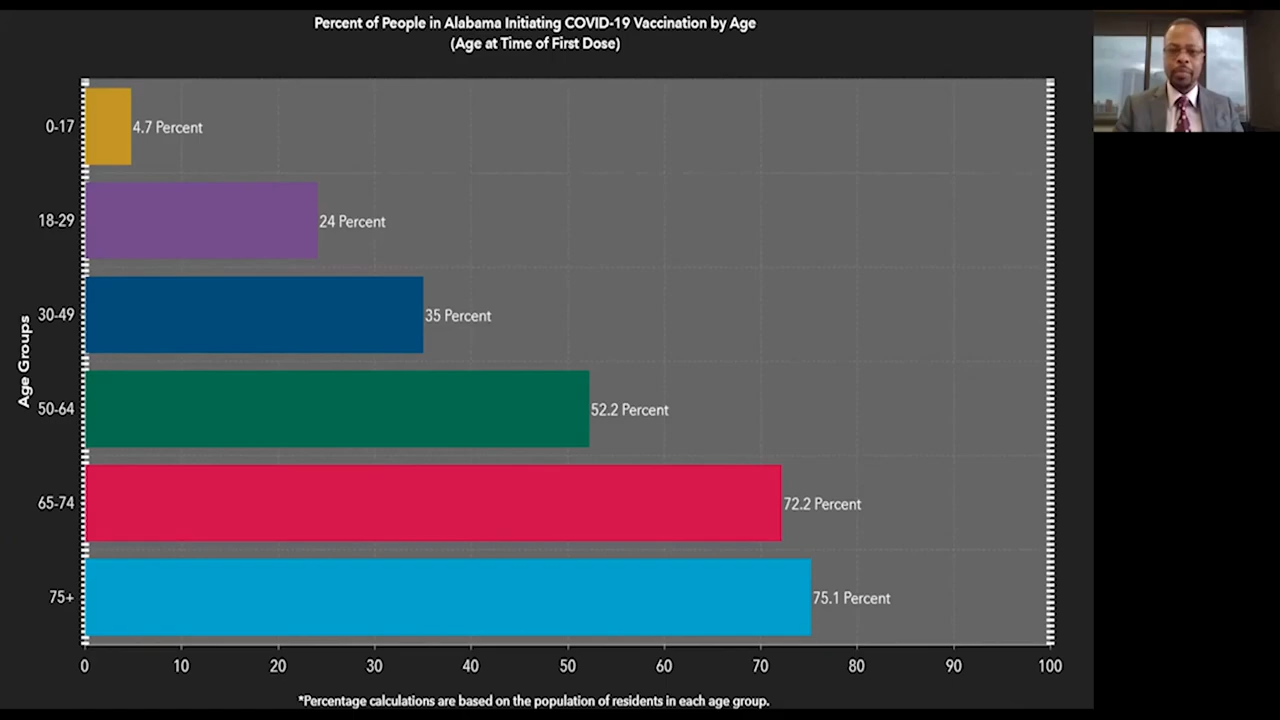 Percent of People in Alabama Initiating COVID-19 Vaccination by Age
(Age at Time of First Dose)
Age Groups
0-17
4.7 Percent
18-29
24 Percent
30-49
35 Percent
50-64
52.2 Percent
65-74
72.2 Percent
75+
75.1 Percent
0 10 20 30 40 50 60 70 80 90 100
*Percentage calculations are based on the population of residents in each age group.